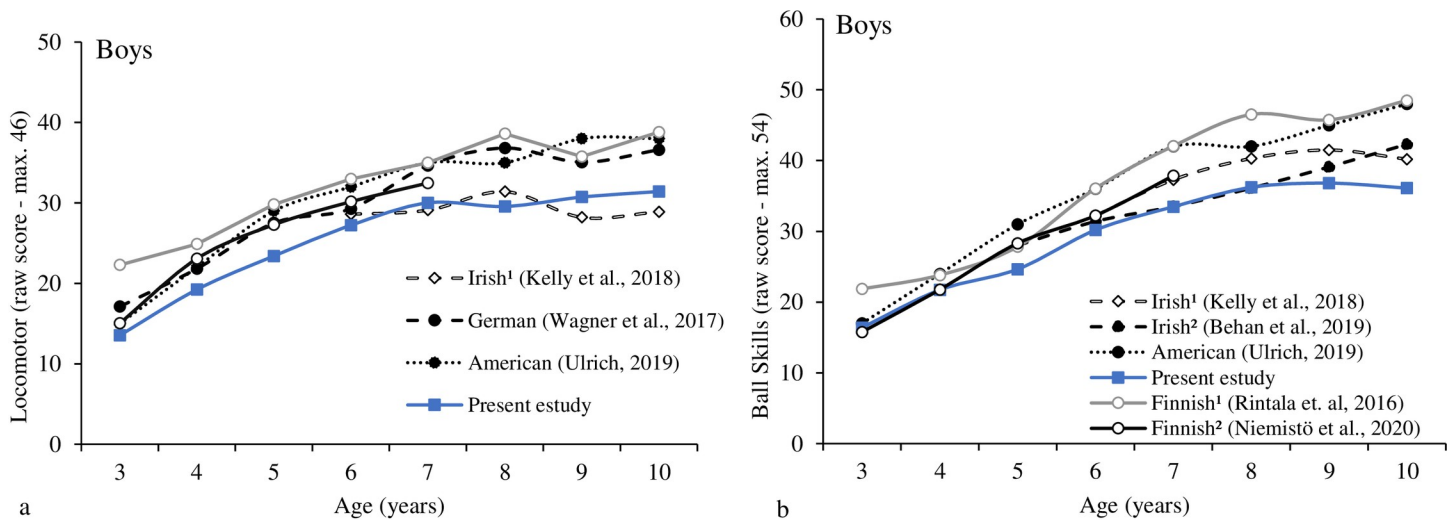 Boys
50
40
30
20
10
0
Locomotor (raw score - max. 46)
Irish¹ (Kelly et al., 2018)
German (Wagner et al., 2017)
American (Ulrich, 2019)
Present estudy
3 4 5 6 7 8 9 10
Age (years)
a
Boys
60
50
40
30
20
10
0
Ball Skills (raw score - max. 54)
Irish¹ (Kelly et al., 2018)
Irish² (Behan et al., 2019)
American (Ulrich, 2019)
Present estudy
Finnish¹ (Rintala et. al, 2016)
Finnish² (Niemistö et al., 2020)
3 4 5 6 7 8 9 10
Age (years)
b